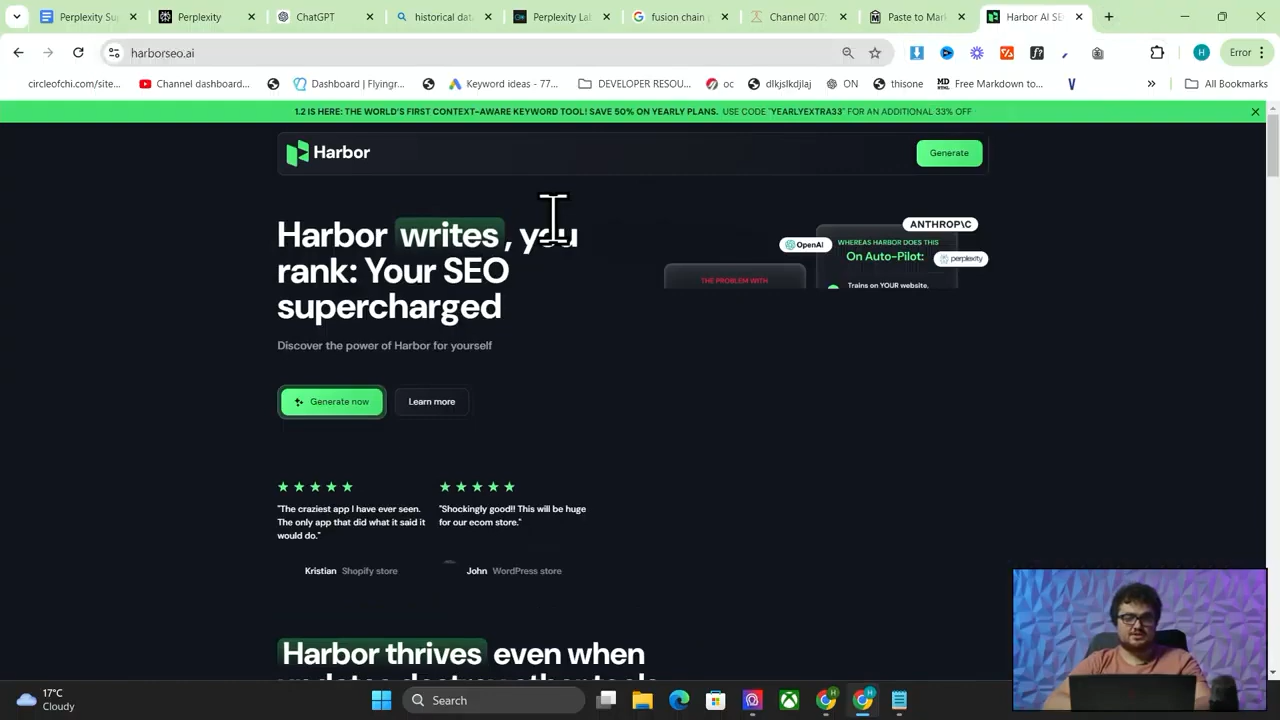 Perplexity Su
Perplexity
ChatGPT
historical dat
Perplexity Lab
fusion chain
Channel 007:
Paste to Mark
Harbor AI SE
harborseo.ai
Error
circleofchi.com/site...
Channel dashboard...
Dashboard | Flyingr...
Keyword ideas - 77...
DEVELOPER RESOU...
oc
dlkjslkdjlaj
ON
thisone
Free Markdown to...
All Bookmarks
1.2 IS HERE: THE WORLD'S FIRST CONTEXT-AWARE KEYWORD TOOL! SAVE 50% ON YEARLY PLANS. USE CODE "YEARLYEXTRA33" FOR AN ADDITIONAL 33% OFF
Harbor
Generate
Harbor writes, you
rank: Your SEO
supercharged
Discover the power of Harbor for yourself
Generate now
Learn more
ANTHROP\C
OpenAI
WHEREAS HARBOR DOES THIS
On Auto-Pilot:
perplexity
THE PROBLEM WITH
Trains on YOUR website,
"The craziest app I have ever seen.
The only app that did what it said it
would do."
Kristian Shopify store
"Shockingly good!! This will be huge
for our ecom store."
John WordPress store
Harbor thrives even when
17°C
Cloudy
Search